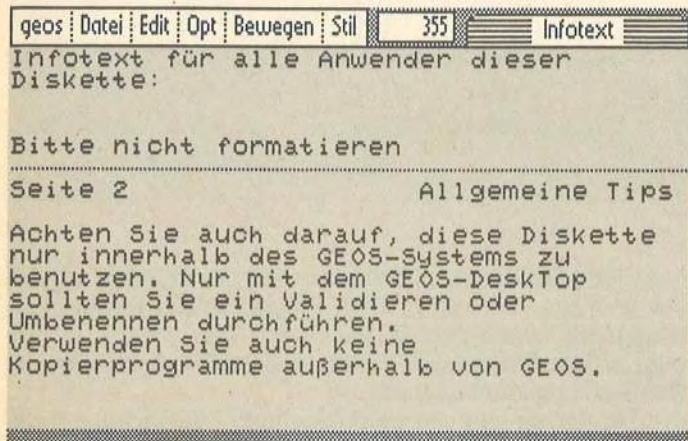 geos Datei Edit Opt Bewegen Stil 355 Infotext
Infotext für alle Anwender dieser
Diskette:
Bitte nicht formatieren
Seite 2 Allgemeine Tips
Achten Sie auch darauf, diese Diskette
nur innerhalb des GEOS-Systems zu
benutzen. Nur mit dem GEOS-DeskTop
sollten Sie ein Validieren oder
Umbenennen durchführen.
Verwenden Sie auch keine
Kopierprogramme außerhalb von GEOS.